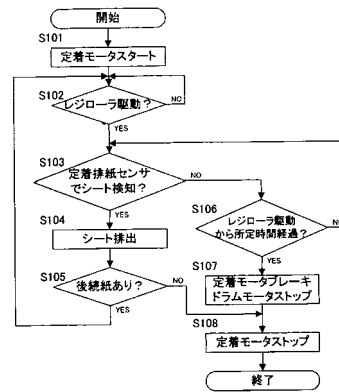 開始
S101
定着モータスタート
S102
レジローラ駆動？
NO
YES
S103
定着排紙センサ
でシート検知？
NO
YES
S104
シート排出
S105
後続紙あり？
NO
YES
S106
レジローラ駆動
から所定時間経過？
NO
YES
S107
定着モータブレーキ
ドラムモータストップ
S108
定着モータストップ
終了